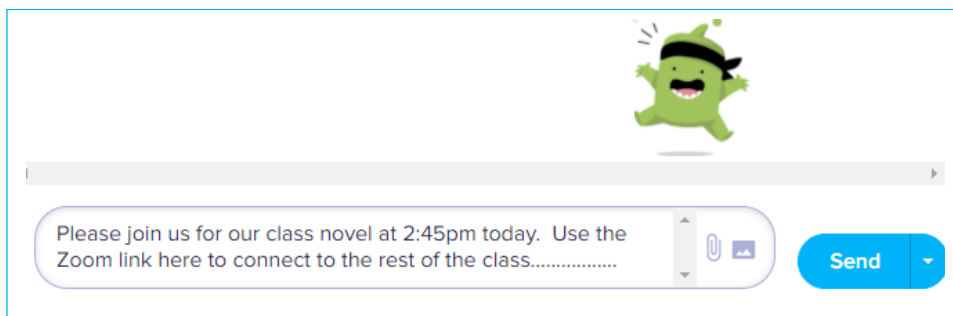 Please join us for our class novel at 2:45pm today.  Use the
Zoom link here to connect to the rest of the class.................
Send